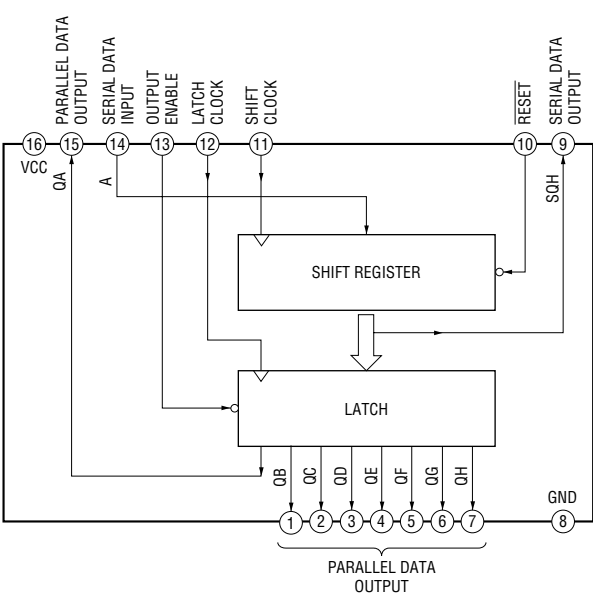 PARALLEL DATA
OUTPUT
SERIAL DATA
INPUT
OUTPUT
ENABLE
LATCH
CLOCK
SHIFT
CLOCK
RESET
SERIAL DATA
OUTPUT
16
15
14
13
12
11
10
9
VCC
QA
A
SQH
SHIFT REGISTER
LATCH
QB
QC
QD
QE
QF
QG
QH
GND
1
2
3
4
5
6
7
8
PARALLEL DATA
OUTPUT